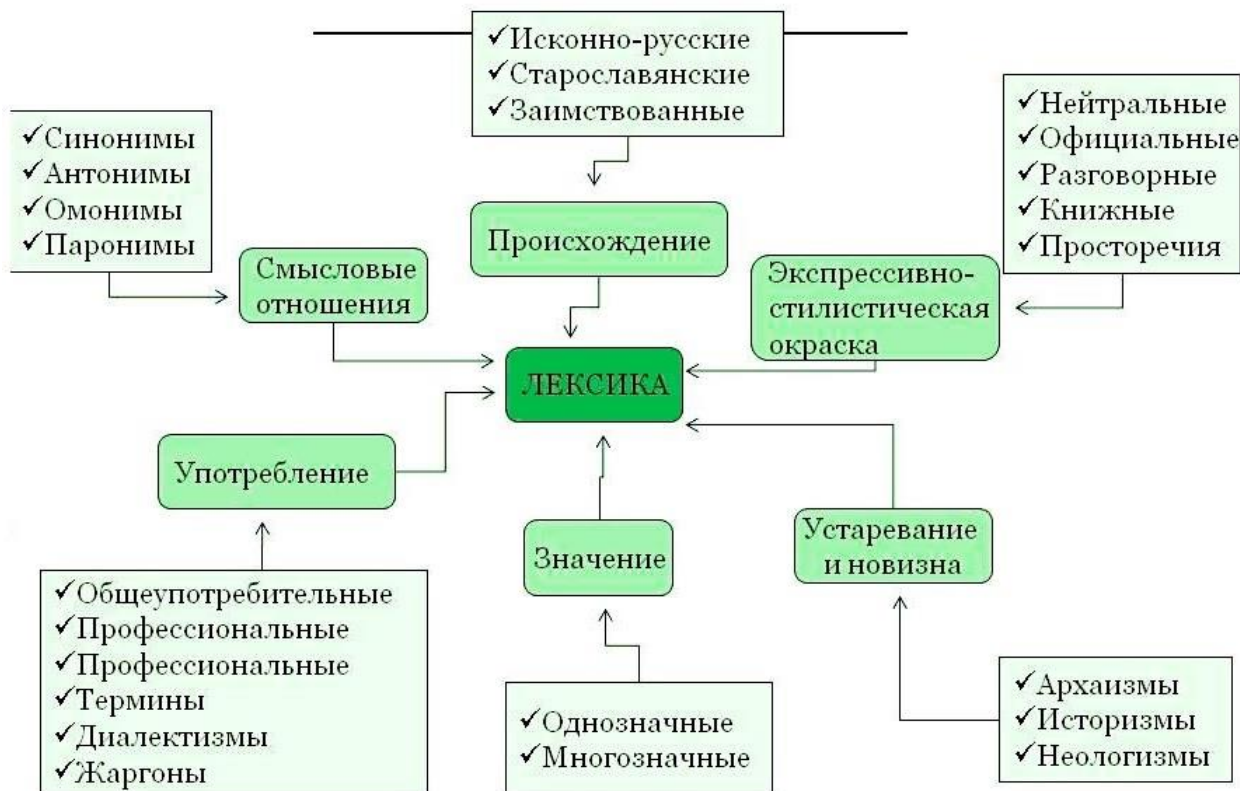 ✓Исконно-русские
✓Старославянские
✓Заимствованные
✓Синонимы
✓Антонимы
✓Омонимы
✓Паронимы
✓Нейтральные
✓Официальные
✓Разговорные
✓Книжные
✓Просторечия
Происхождение
Смысловые
отношения
Экспрессивно-
стилистическая
окраска
ЛЕКСИКА
Употребление
Значение
Устаревание
и новизна
✓Общеупотребительные
✓Профессиональные
✓Профессиональные
✓Термины
✓Диалектизмы
✓Жаргоны
✓Однозначные
✓Многозначные
✓Архаизмы
✓Историзмы
✓Неологизмы